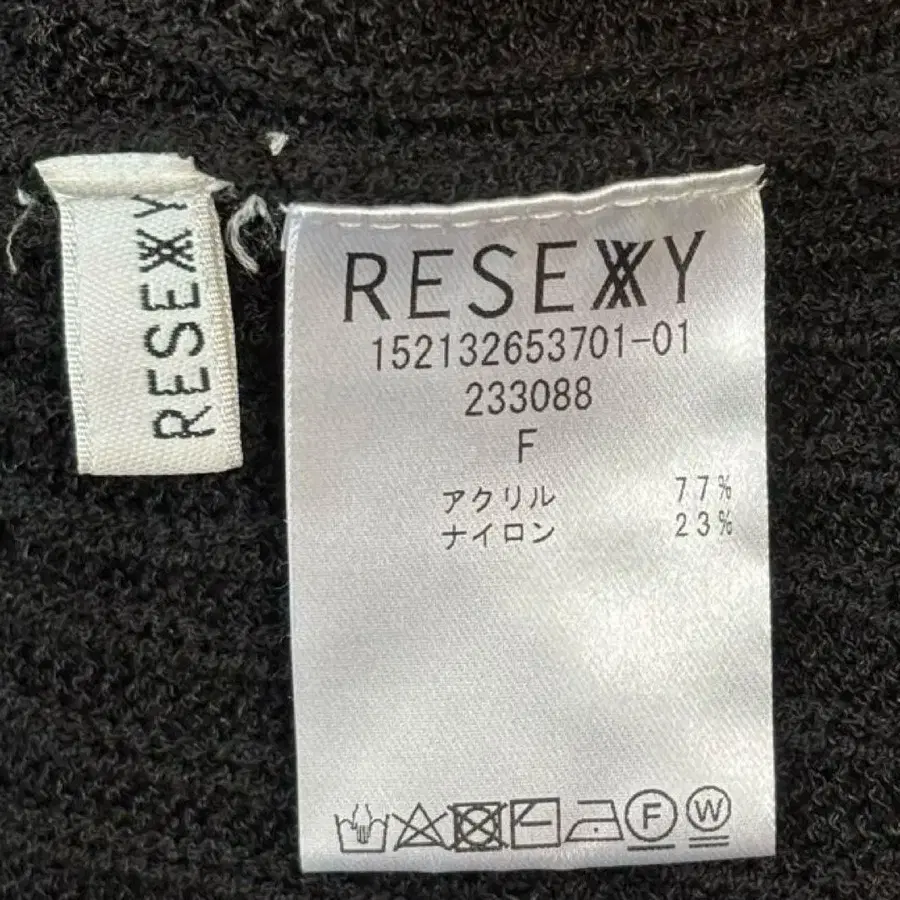 RESEXXY
RESEXXY
152132653701-01
233088
F
アクリル 77%
ナイロン 23%
F W